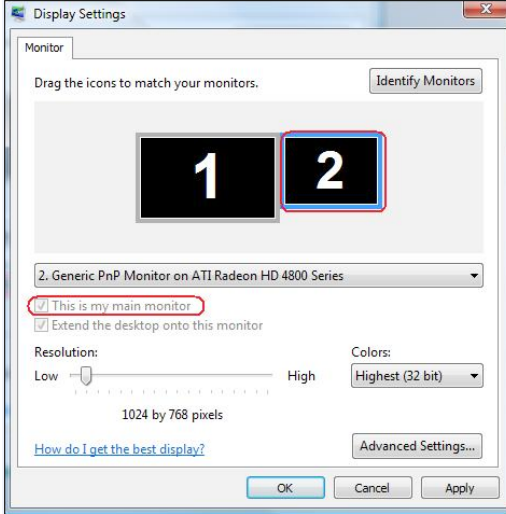 Display Settings
Monitor
Drag the icons to match your monitors.
Identify Monitors
1
2
2. Generic PnP Monitor on ATI Radeon HD 4800 Series
This is my main monitor
Extend the desktop onto this monitor
Resolution:
Colors:
Low
High
Highest (32 bit)
1024 by 768 pixels
How do I get the best display?
Advanced Settings...
OK
Cancel
Apply